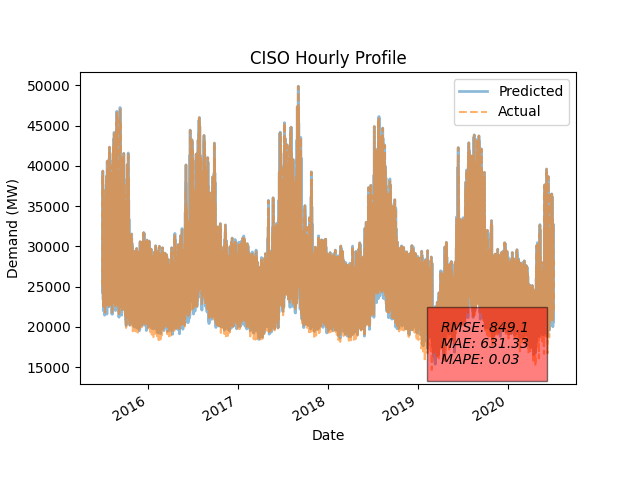 CISO Hourly Profile
Predicted
Actual
Demand (MW)
50000
45000
40000
35000
30000
25000
20000
15000
RMSE: 849.1
MAE: 631.33
MAPE: 0.03
2016
2017
2018
2019
2020
Date